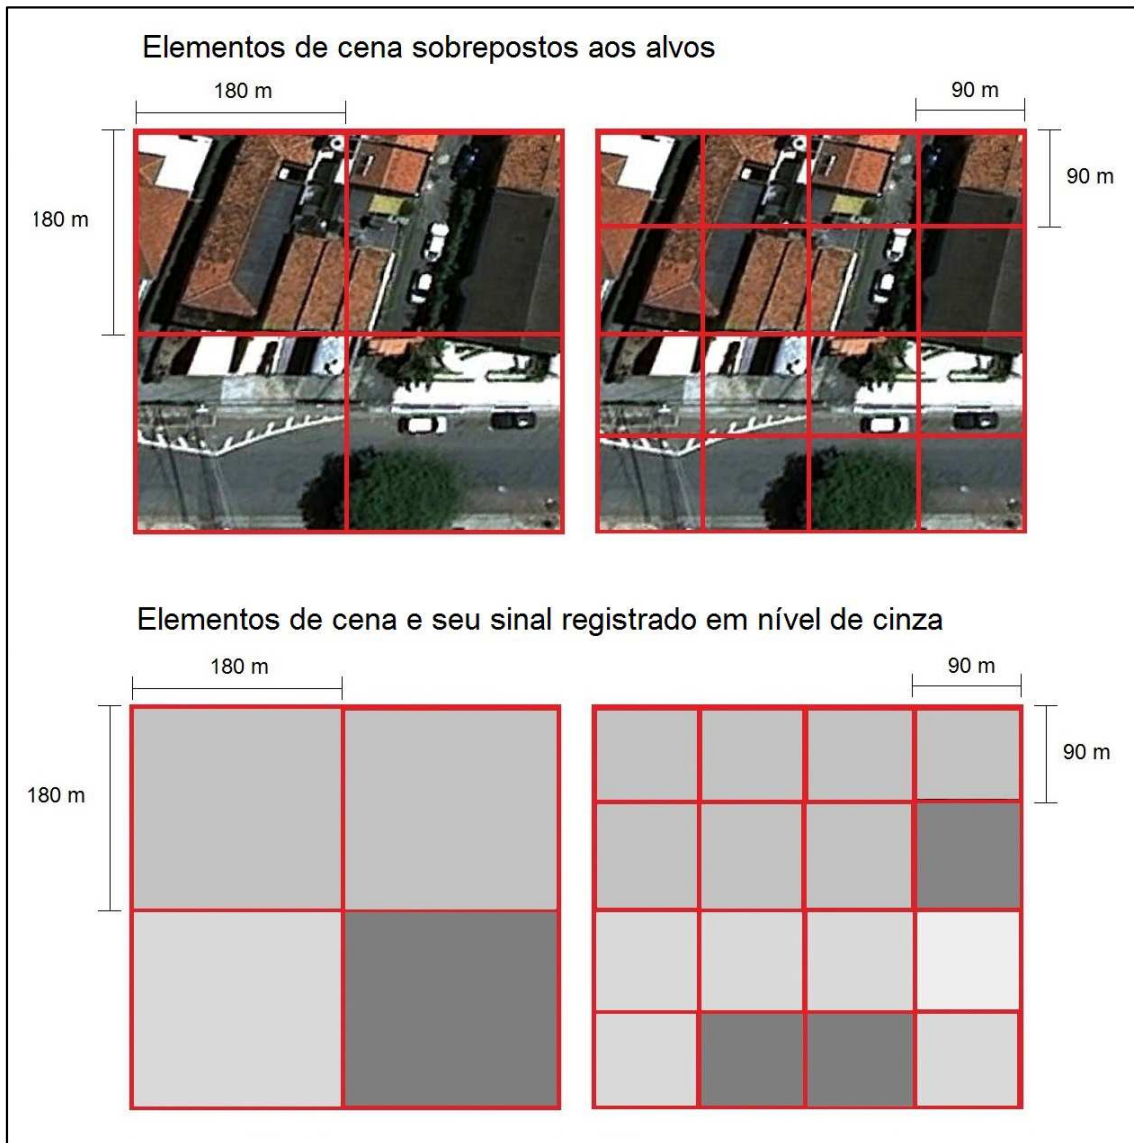 Elementos de cena sobrepostos aos alvos
180 m
90 m
180 m
90 m
Elementos de cena e seu sinal registrado em nível de cinza
180 m
90 m
180 m
90 m